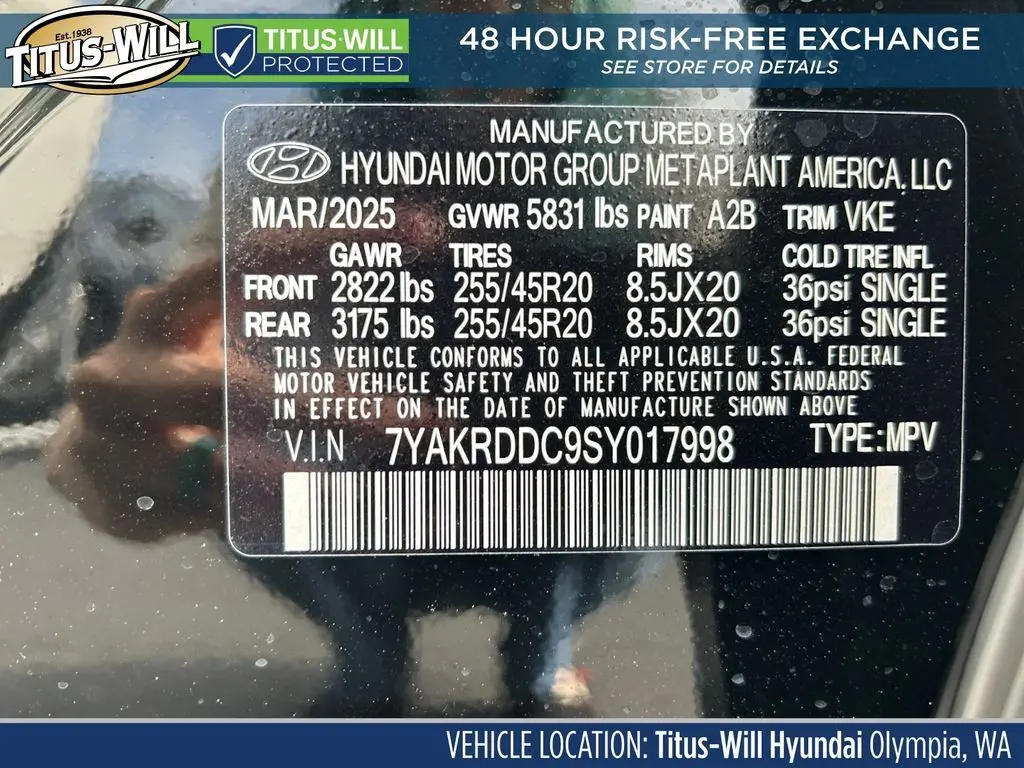 Est. 1938
TITUS-WILL
TITUS-WILL
PROTECTED
48 HOUR RISK-FREE EXCHANGE
SEE STORE FOR DETAILS
MANUFACTURED BY
HYUNDAI MOTOR GROUP METAPLANT AMERICA, LLC
MAR/2025 GVWR 5831 lbs PAINT A2B TRIM VKE
GAWR TIRES RIMS COLD TIRE INFL
FRONT 2822 lbs 255/45R20 8.5JX20 36psi SINGLE
REAR 3175 lbs 255/45R20 8.5JX20 36psi SINGLE
THIS VEHICLE CONFORMS TO ALL APPLICABLE U.S.A. FEDERAL
MOTOR VEHICLE SAFETY AND THEFT PREVENTION STANDARDS
IN EFFECT ON THE DATE OF MANUFACTURE SHOWN ABOVE
V.I.N 7YAKRDDC9SY017998 TYPE: MPV
VEHICLE LOCATION: Titus-Will Hyundai Olympia, WA